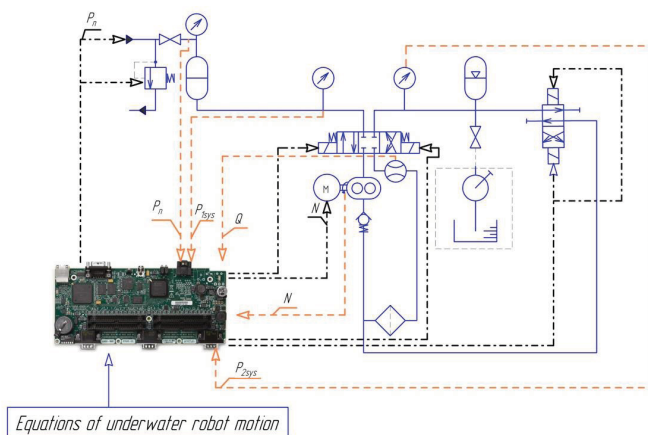 Pn
M
N
Pn
P1sys
Q
N
P2sys
Equations of underwater robot motion